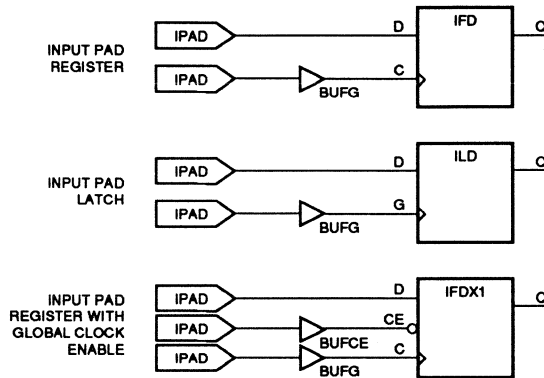 INPUT PAD
REGISTER
IPAD
D
IFD
IPAD
BUFG
C
INPUT PAD
LATCH
IPAD
D
ILD
IPAD
BUFG
G
INPUT PAD
REGISTER WITH
GLOBAL CLOCK
ENABLE
IPAD
D
IFDX1
IPAD
BUFCE
CE
IPAD
BUFG
C